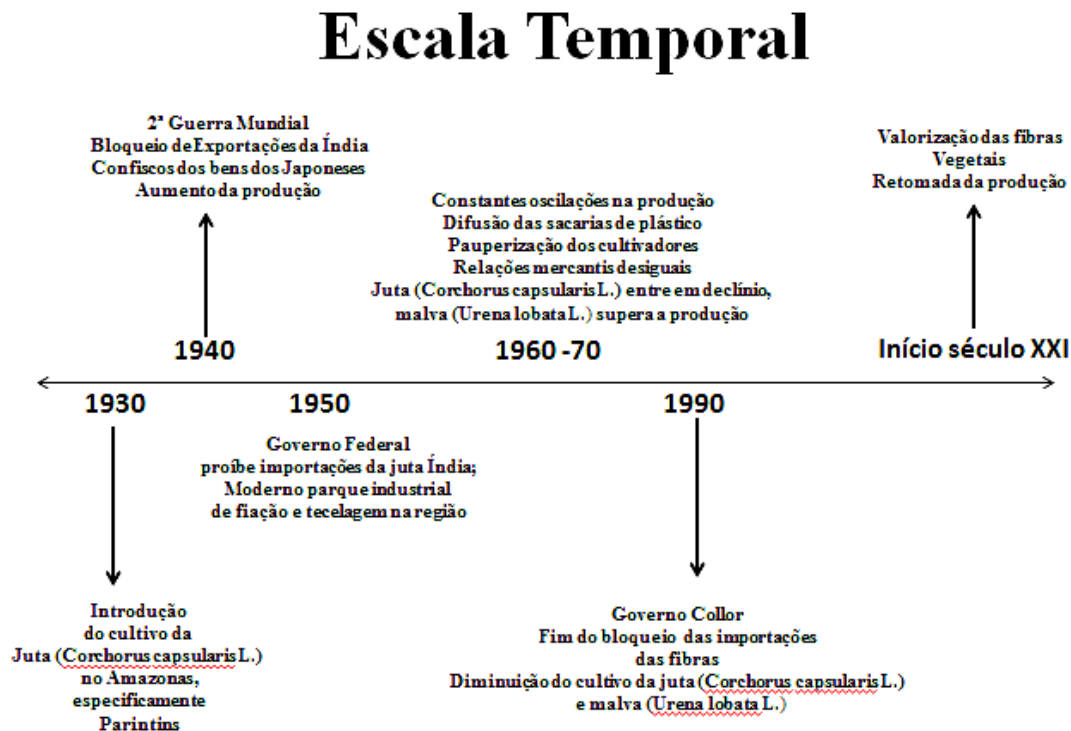 Escala Temporal
2ª Guerra Mundial
Bloqueio de Exportações da Índia
Confiscos dos bens dos Japoneses
Aumento da produção
Constantes oscilações na produção
Difusão das sacarias de plástico
Pauperização dos cultivadores
Relações mercantis desiguais
Juta (Corchorus capsularis L.) entre em declínio,
malva (Urena lobata L.) supera a produção
Valorização das fibras
Vegetais
Retomada da produção
1940
1960 -70
Início século XXI
1930
1950
1990
Governo Federal
proíbe importações da juta Índia;
Moderno parque industrial
de fiação e tecelagem na região
Introdução
do cultivo da
Juta (Corchorus capsularis L.)
no Amazonas,
especificamente
Parintins
Governo Collor
Fim do bloqueio das importações
das fibras
Diminuição do cultivo da juta (Corchorus capsularis L.)
e malva (Urena lobata L.)